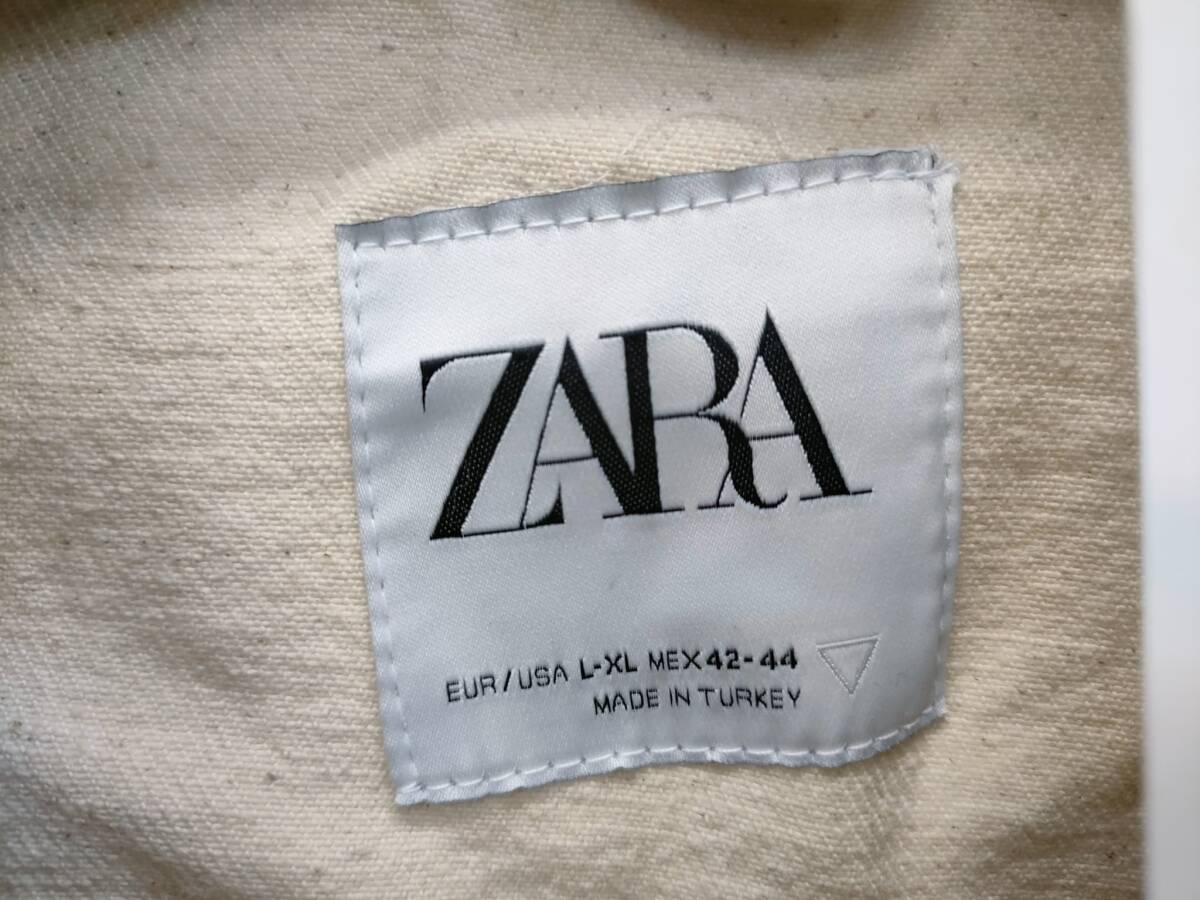 ZARA
EUR/USA L-XL MEX 42-44
MADE IN TURKEY